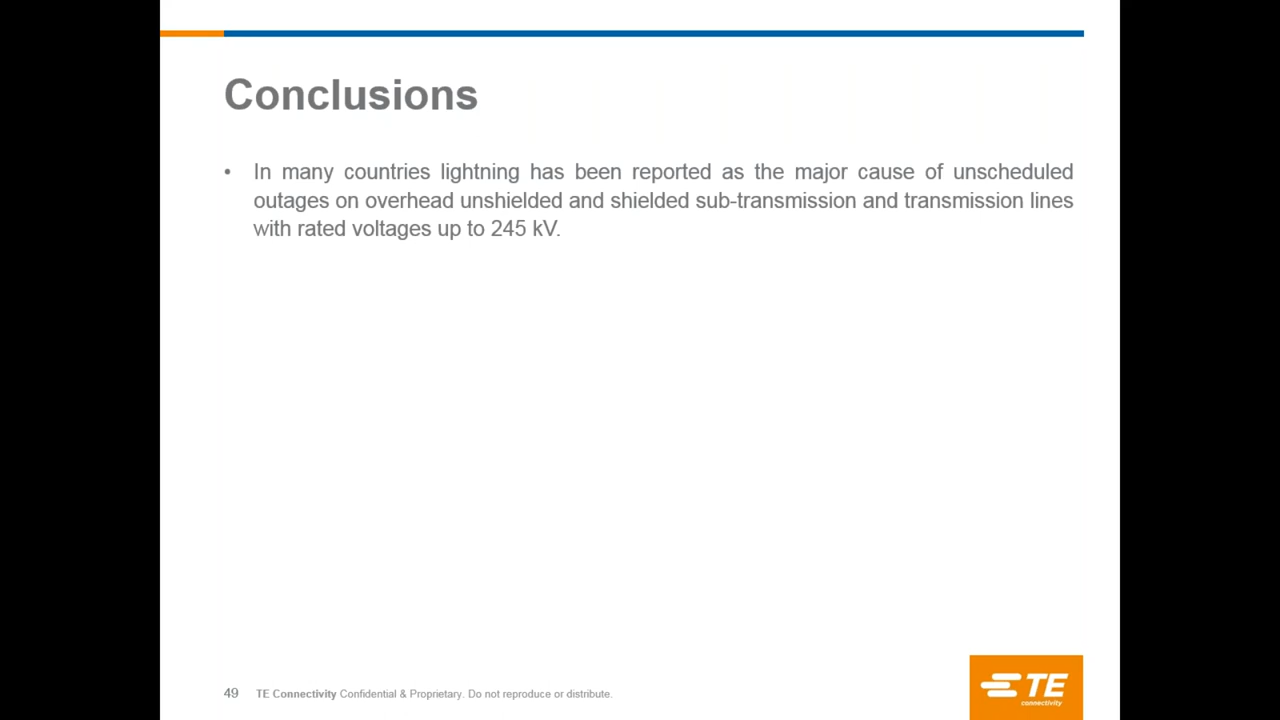 Conclusions
• In many countries lightning has been reported as the major cause of unscheduled
outages on overhead unshielded and shielded sub-transmission and transmission lines
with rated voltages up to 245 kV.
49 TE Connectivity Confidential & Proprietary. Do not reproduce or distribute.
TE
connectivity